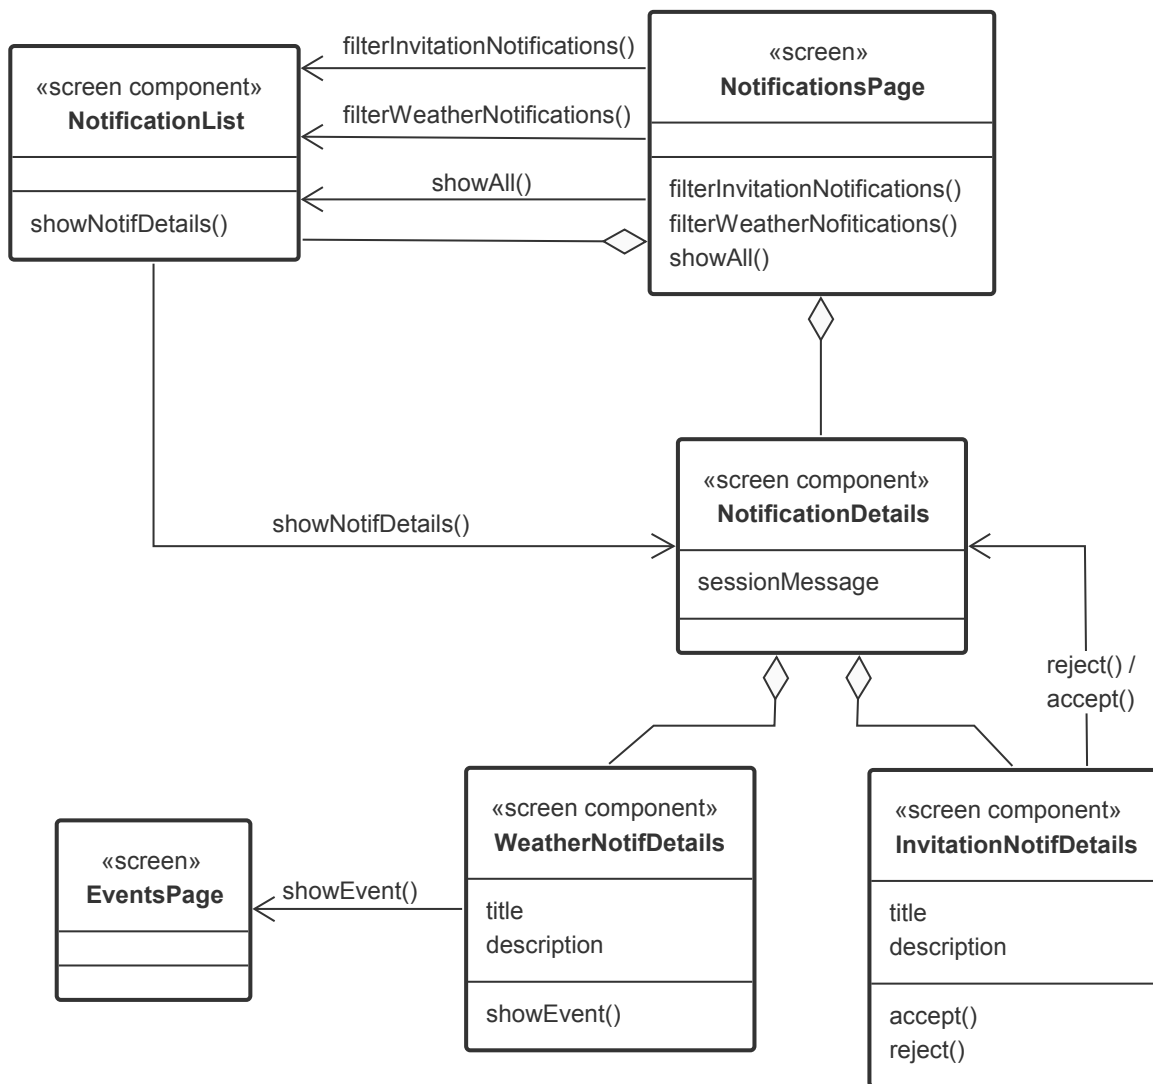 «screen component»
NotificationList
showNotifDetails()
filterInvitationNotifications()
filterWeatherNotifications()
showAll()
«screen»
NotificationsPage
filterInvitationNotifications()
filterWeatherNofitications()
showAll()
showNotifDetails()
«screen component»
NotificationDetails
sessionMessage
reject() /
accept()
«screen»
EventsPage
showEvent()
«screen component»
WeatherNotifDetails
title
description
showEvent()
«screen component»
InvitationNotifDetails
title
description
accept()
reject()